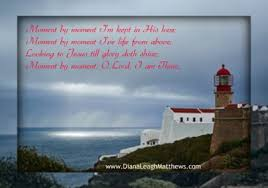 Moment by moment I'm kept in His love;
Moment by moment I've life from above;
Looking to Jesus till glory doth shine;
Moment by moment, O Lord, I am Thine.
www.DianaLeaghMatthews.com